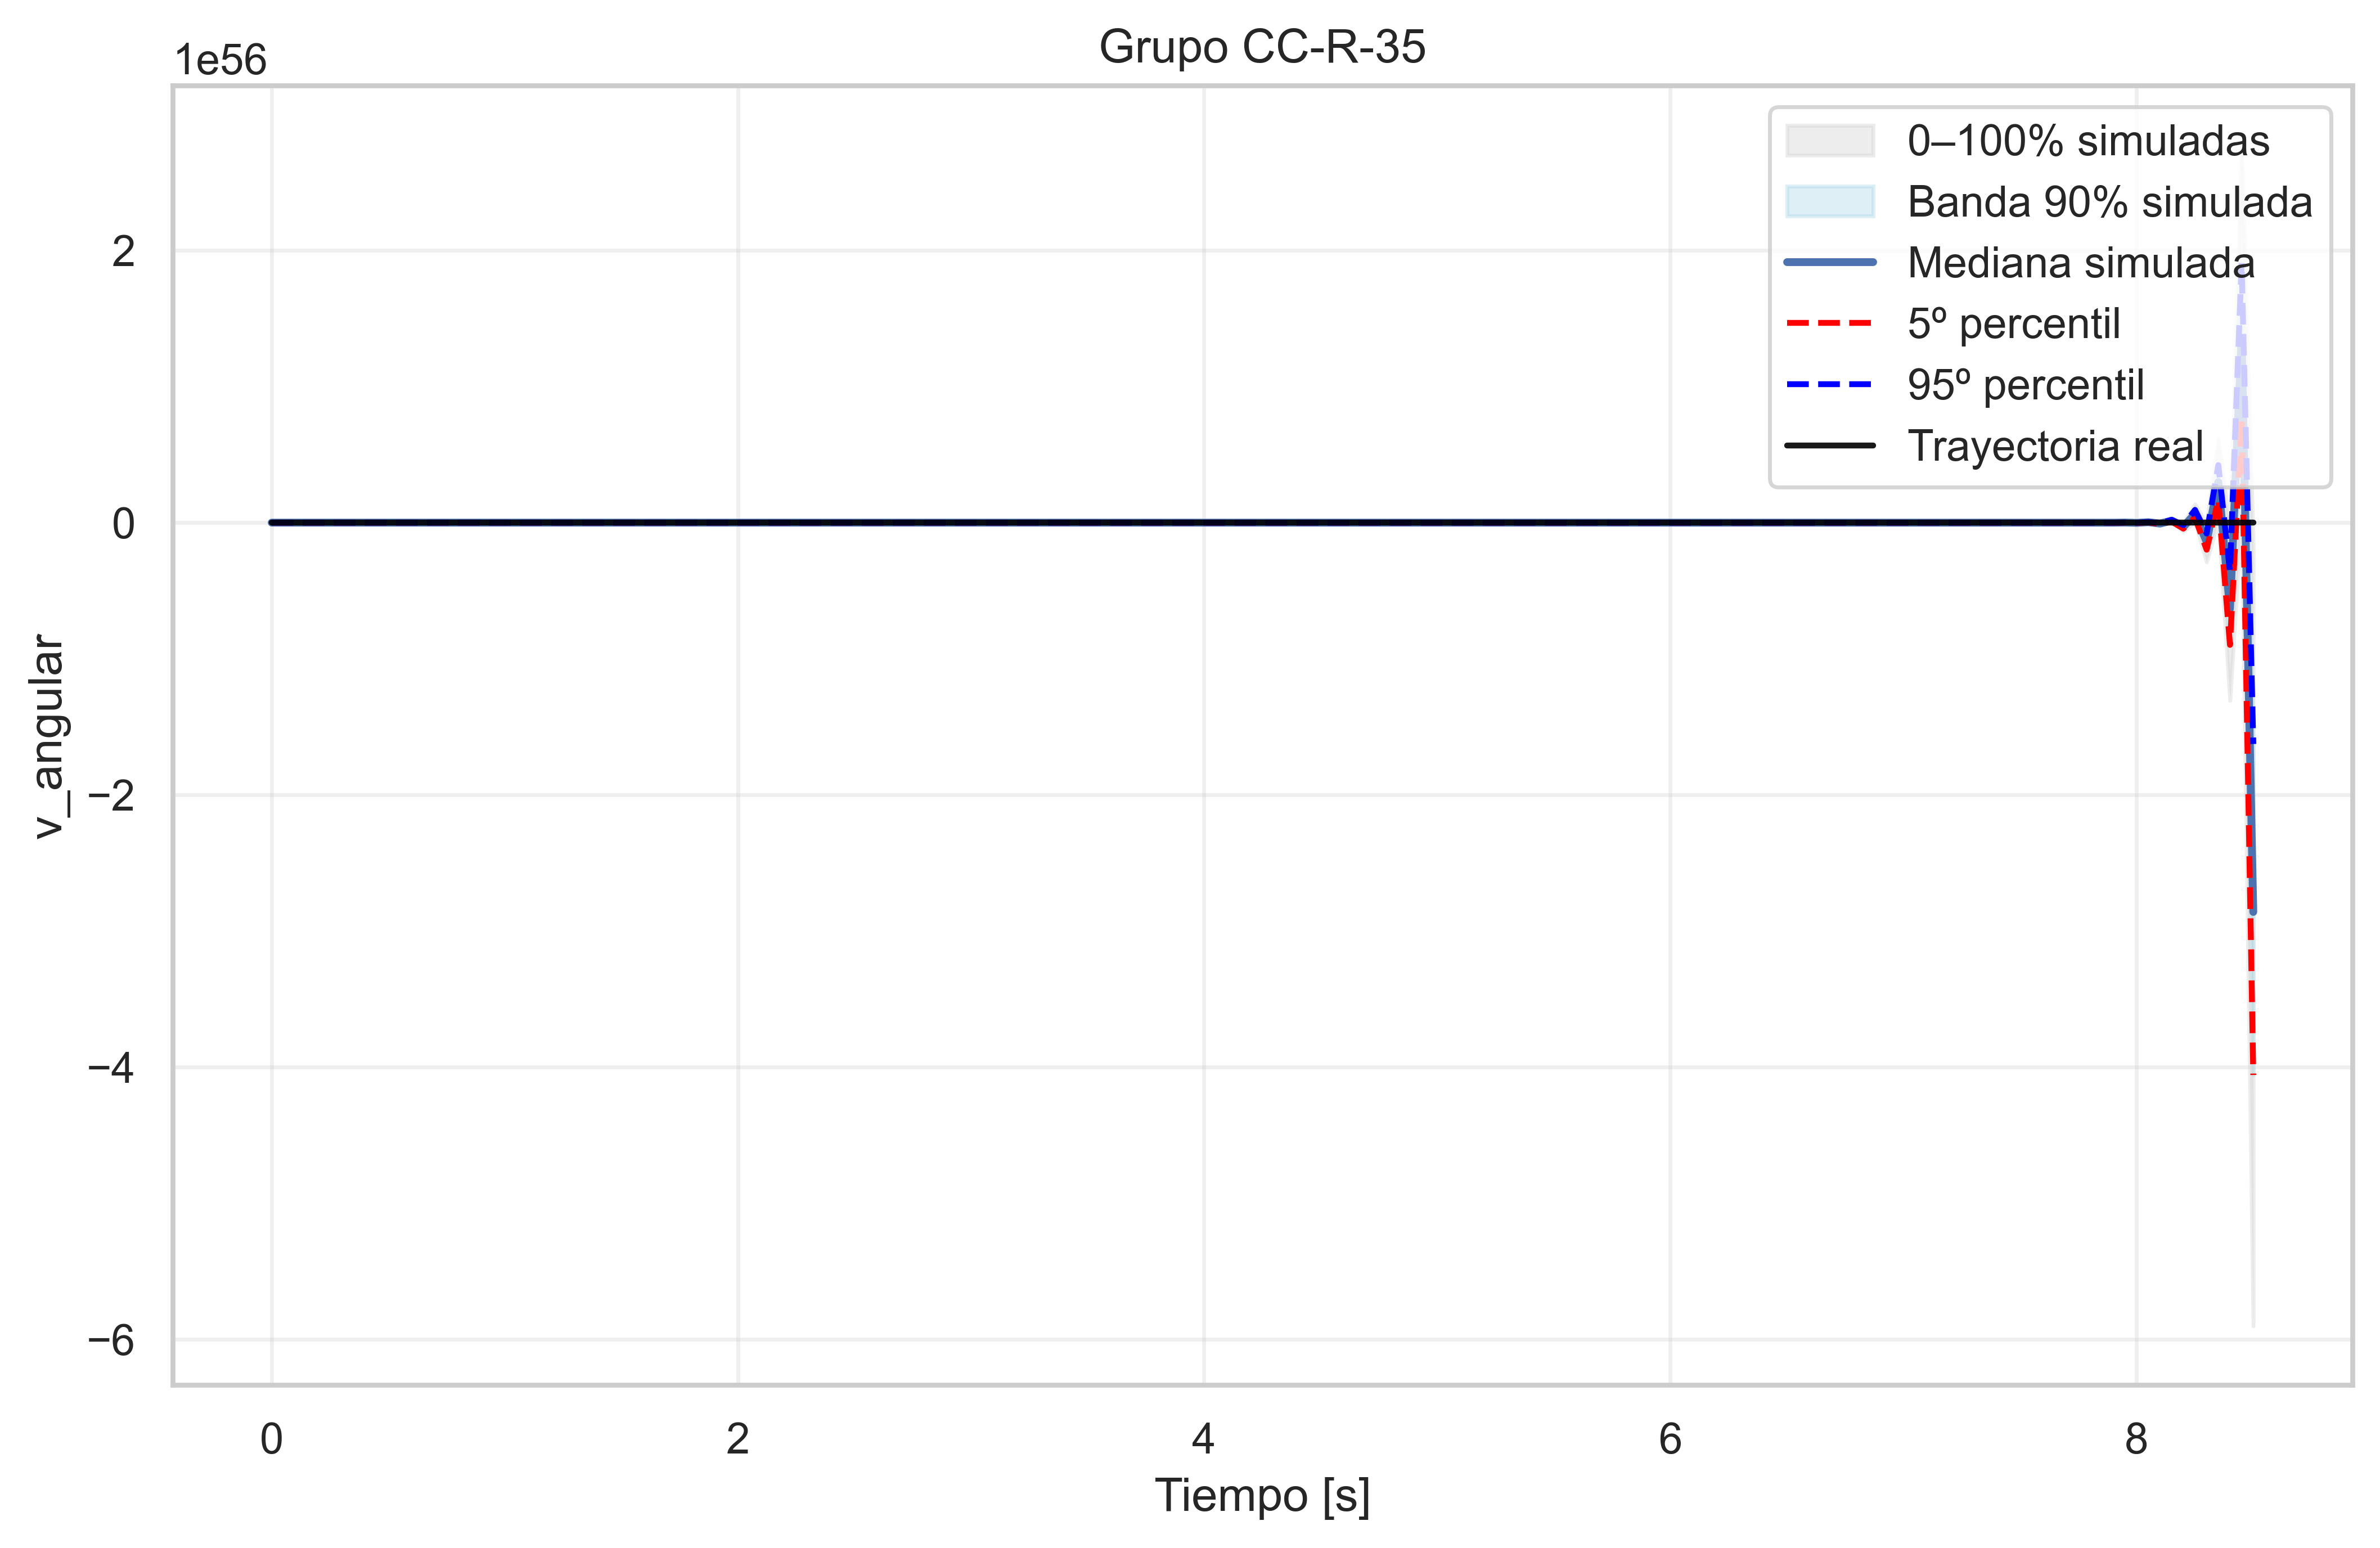 Grupo CC-R-35
1e56
0–100% simuladas
Banda 90% simulada
Mediana simulada
5º percentil
95º percentil
Trayectoria real
2
0
−2
−4
−6
v_angular
0 2 4 6 8
Tiempo [s]